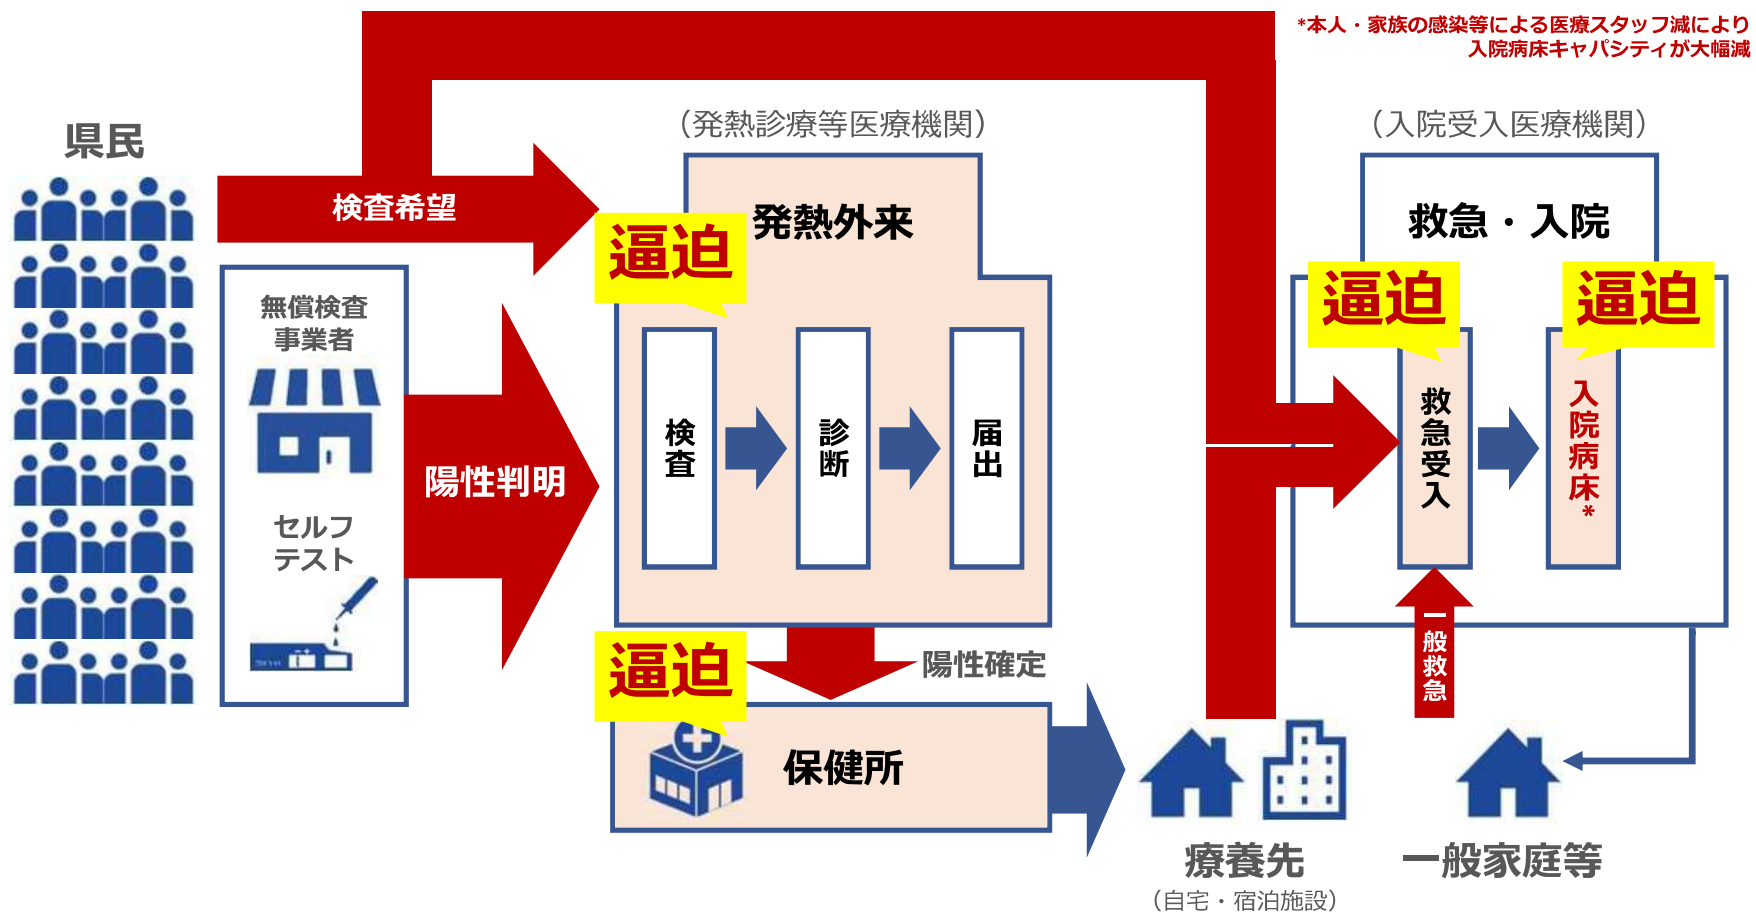 *本人・家族の感染等による医療スタッフ減により
入院病床キャパシティが大幅減
県民
検査希望
無償検査
事業者
セルフ
テスト
陽性判明
（発熱診療等医療機関）
発熱外来
逼迫
検査
診断
届出
陽性確定
逼迫
保健所
（入院受入医療機関）
救急・入院
逼迫
逼迫
救急受入
入院病床*
一般救急
療養先
（自宅・宿泊施設）
一般家庭等